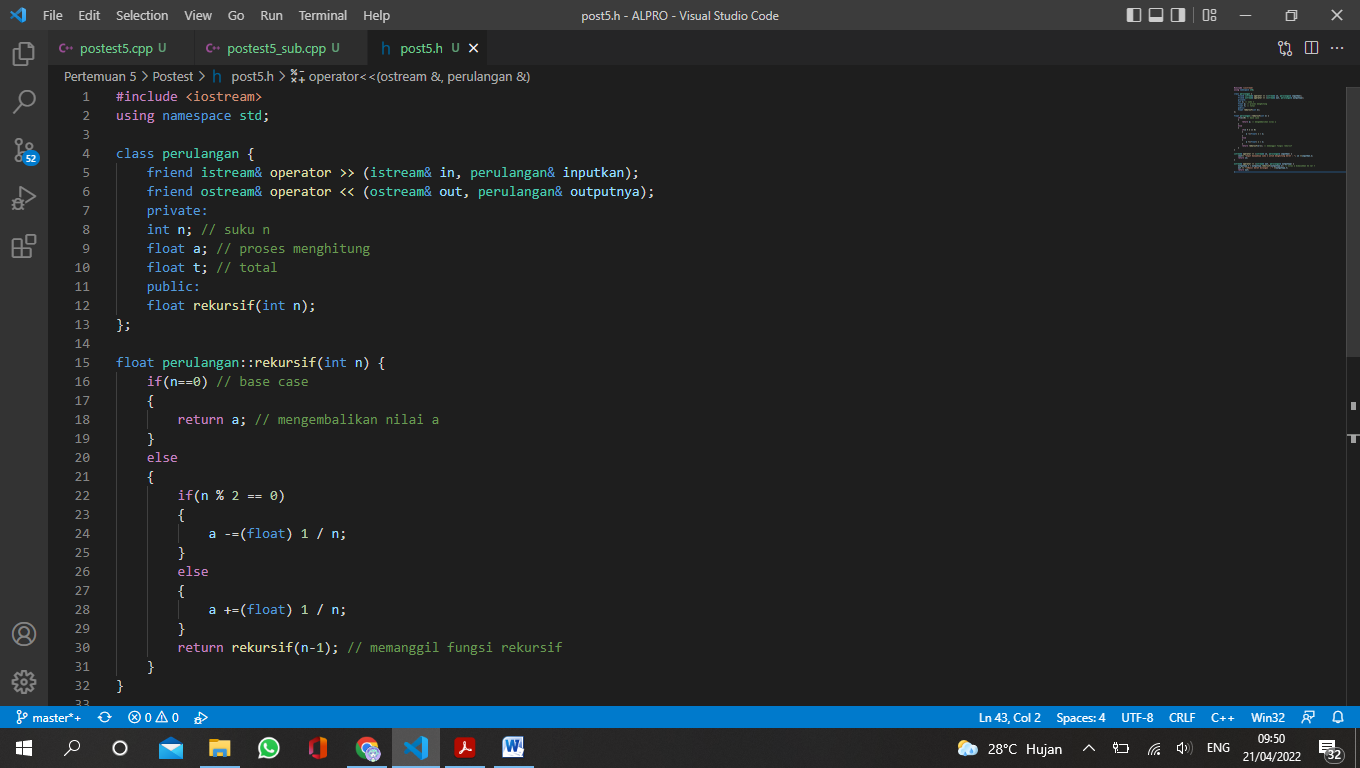 File Edit Selection View Go Run Terminal Help post5.h - ALPRO - Visual Studio Code
C++ postest5.cpp U C++ postest5_sub.cpp U h post5.h U
Pertemuan 5 > Postest > h post5.h > operator<<(ostream &, perulangan &)
1 #include <iostream>
2 using namespace std;
3
4 class perulangan {
5 friend istream& operator >> (istream& in, perulangan& inputkan);
6 friend ostream& operator << (ostream& out, perulangan& outputnya);
7 private:
8 int n; // suku n
9 float a; // proses menghitung
10 float t; // total
11 public:
12 float rekursif(int n);
13 };
14
15 float perulangan::rekursif(int n) {
16 if(n==0) // base case
17 {
18 return a; // mengembalikan nilai a
19 }
20 else
21 {
22 if(n % 2 == 0)
23 {
24 a -=(float) 1 / n;
25 }
26 else
27 {
28 a +=(float) 1 / n;
29 }
30 return rekursif(n-1); // memanggil fungsi rekursif
31 }
32 }
33
52
master*+ 0 0 Ln 43, Col 2 Spaces: 4 UTF-8 CRLF C++ Win32
28°C Hujan ENG 09:50
21/04/2022 32